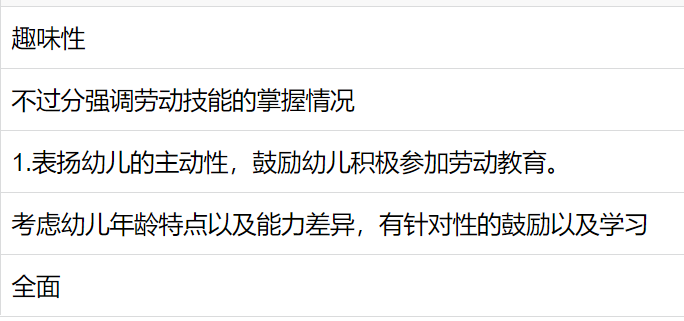 趣味性
不过分强调劳动技能的掌握情况
1.表扬幼儿的主动性，鼓励幼儿积极参加劳动教育。
考虑幼儿年龄特点以及能力差异，有针对性的鼓励以及学习
全面